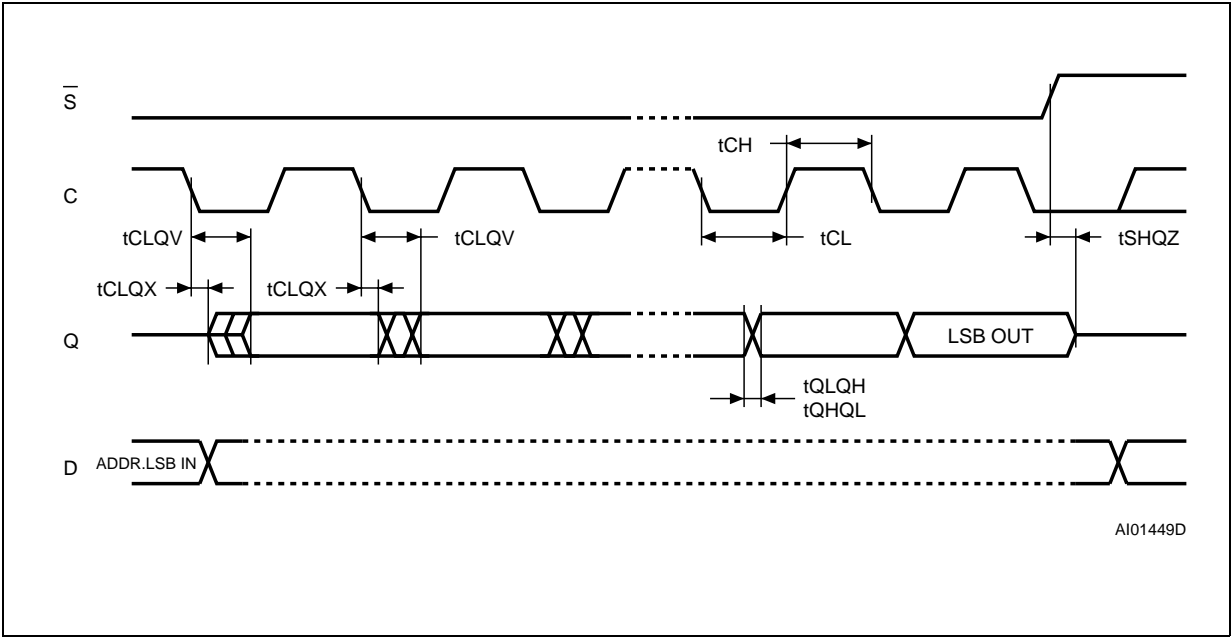 S̅
tCH
C
tCLQV
tCLQV
tCL
tSHQZ
tCLQX
tCLQX
Q
LSB OUT
tQLQH
tQHQL
D
ADDR.LSB IN
AI01449D